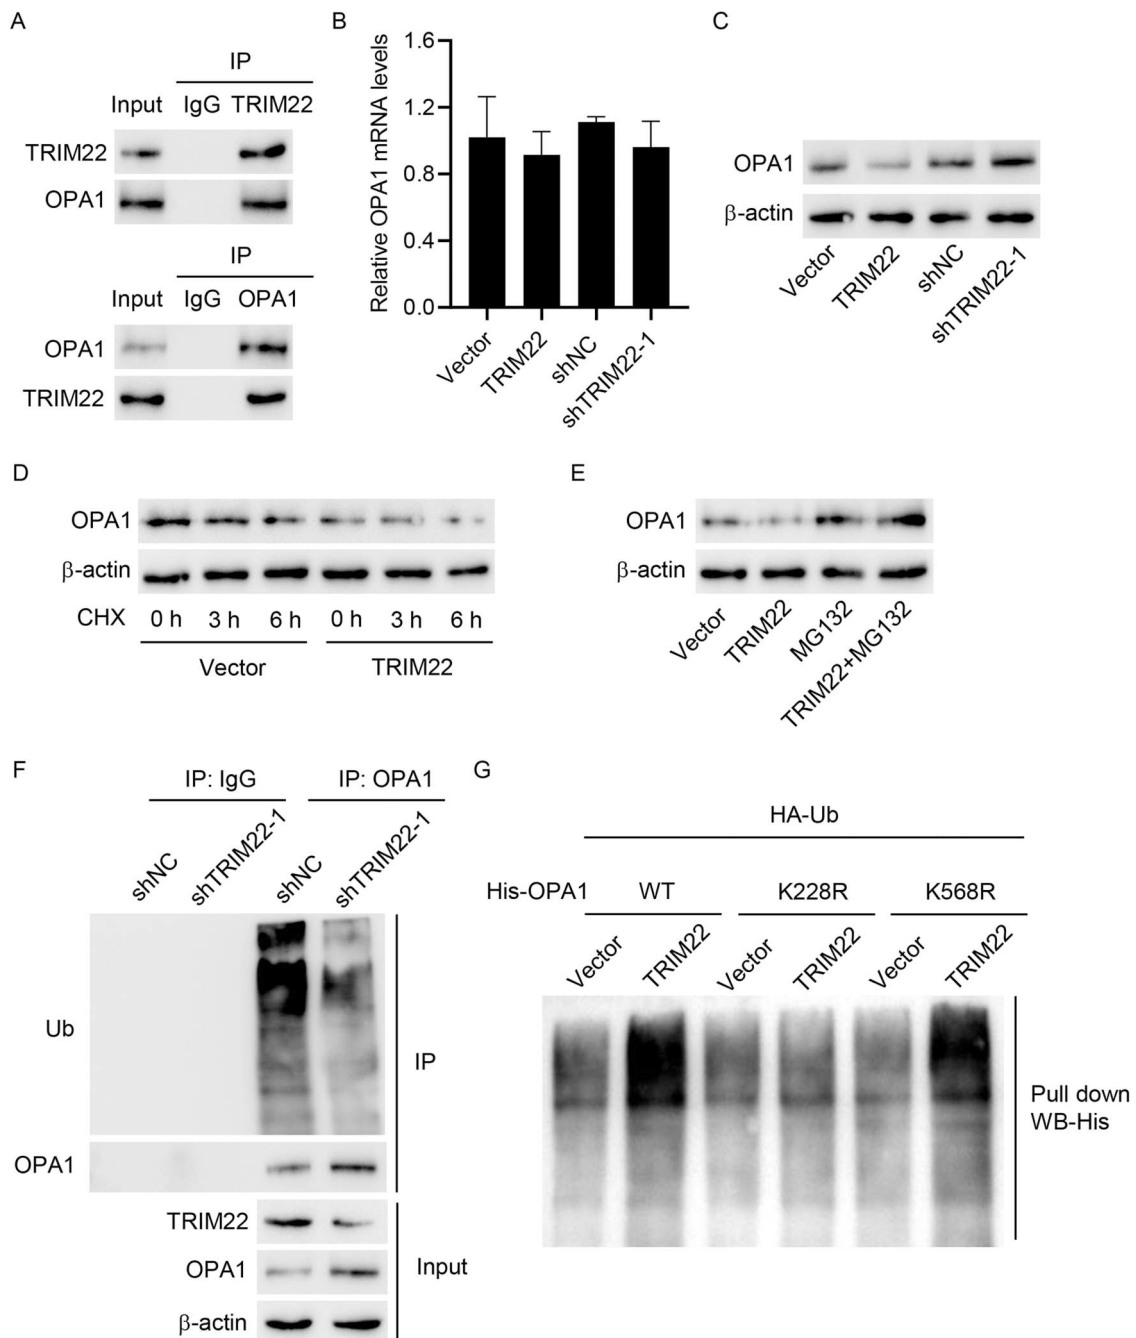 A
IP
Input IgG TRIM22
TRIM22
OPA1
IP
Input IgG OPA1
OPA1
TRIM22
B
Relative OPA1 mRNA levels
1.6
1.2
0.8
0.4
0.0
Vector
TRIM22
shNC
shTRIM22-1
C
OPA1
β-actin
Vector
TRIM22
shNC
shTRIM22-1
D
OPA1
β-actin
CHX 0 h 3 h 6 h 0 h 3 h 6 h
Vector TRIM22
E
OPA1
β-actin
Vector
TRIM22
MG132
TRIM22+MG132
F
IP: IgG IP: OPA1
shNC
shTRIM22-1
shNC
shTRIM22-1
Ub
IP
OPA1
TRIM22
OPA1
Input
β-actin
G
HA-Ub
His-OPA1 WT K228R K568R
Vector
TRIM22
Vector
TRIM22
Vector
TRIM22
Pull down
WB-His